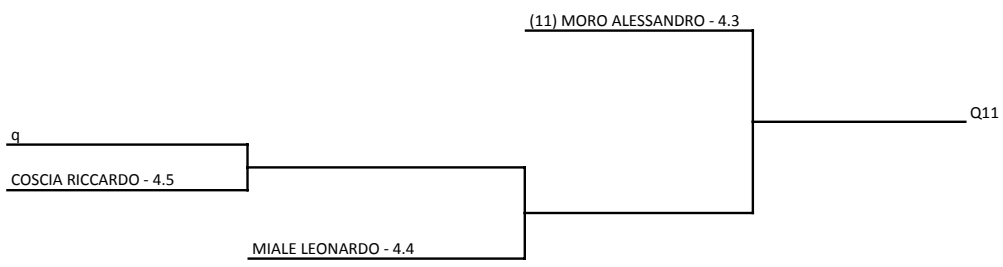 (11) MORO ALESSANDRO - 4.3
Q11
q
COSCIA RICCARDO - 4.5
MIALE LEONARDO - 4.4